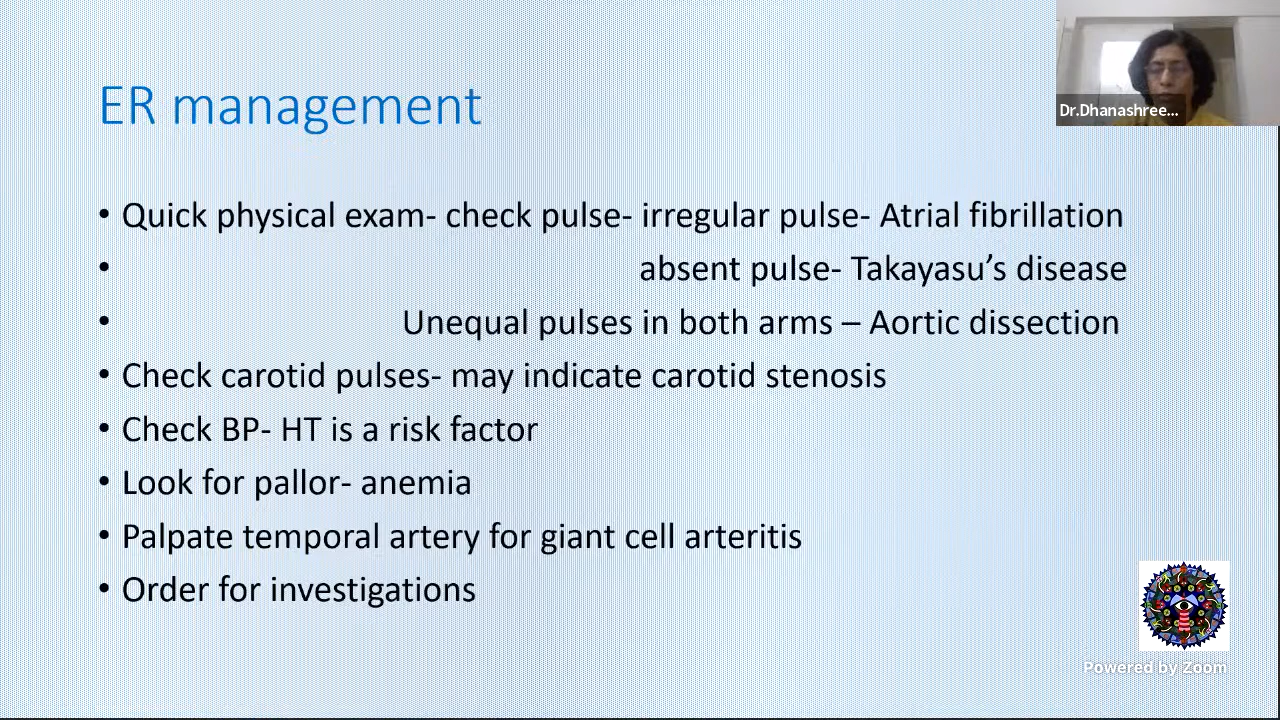 Dr.Dhanashree...
ER management
• Quick physical exam- check pulse- irregular pulse- Atrial fibrillation
• absent pulse- Takayasu’s disease
• Unequal pulses in both arms – Aortic dissection
• Check carotid pulses- may indicate carotid stenosis
• Check BP- HT is a risk factor
• Look for pallor- anemia
• Palpate temporal artery for giant cell arteritis
• Order for investigations
Powered by Zoom